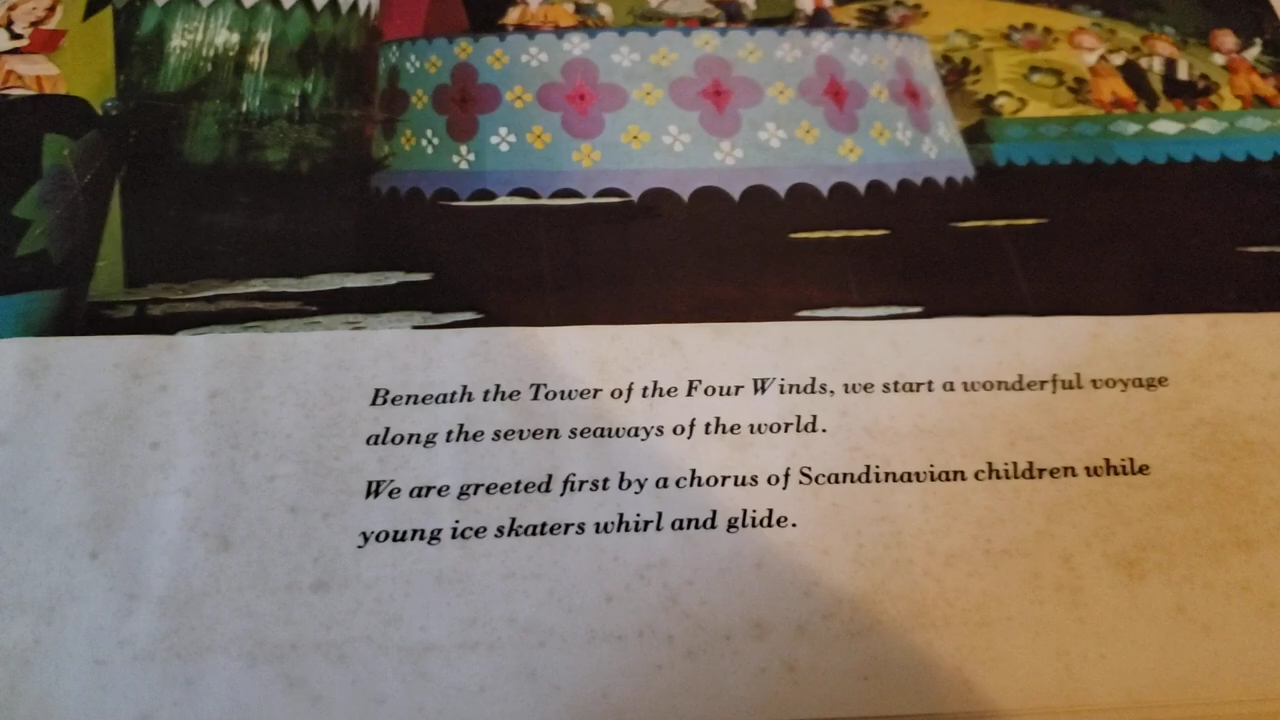 Beneath the Tower of the Four Winds, we start a wonderful voyage
along the seven seaways of the world.
We are greeted first by a chorus of Scandinavian children while
young ice skaters whirl and glide.